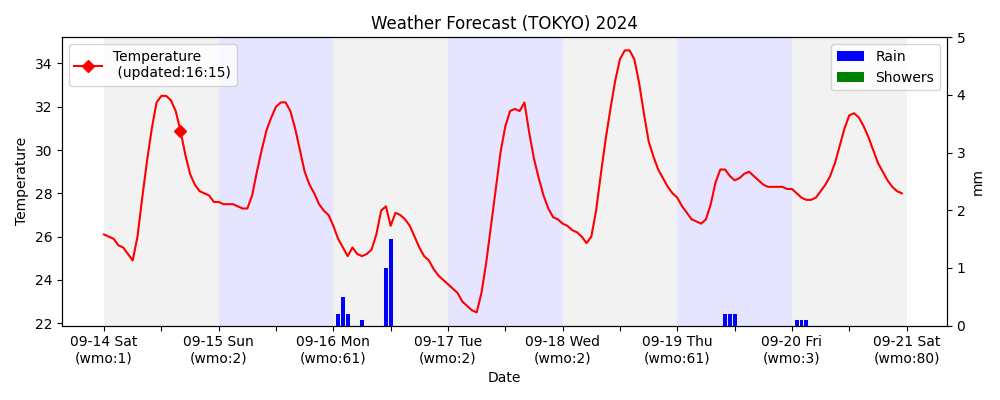 Weather Forecast (TOKYO) 2024
Temperature
(updated:16:15)
Rain
Showers
Temperature
34
32
30
28
26
24
22
5
4
3
2
1
0
mm
09-14 Sat
(wmo:1)
09-15 Sun
(wmo:2)
09-16 Mon
(wmo:61)
09-17 Tue
(wmo:2)
09-18 Wed
(wmo:2)
09-19 Thu
(wmo:61)
09-20 Fri
(wmo:3)
09-21 Sat
(wmo:80)
Date